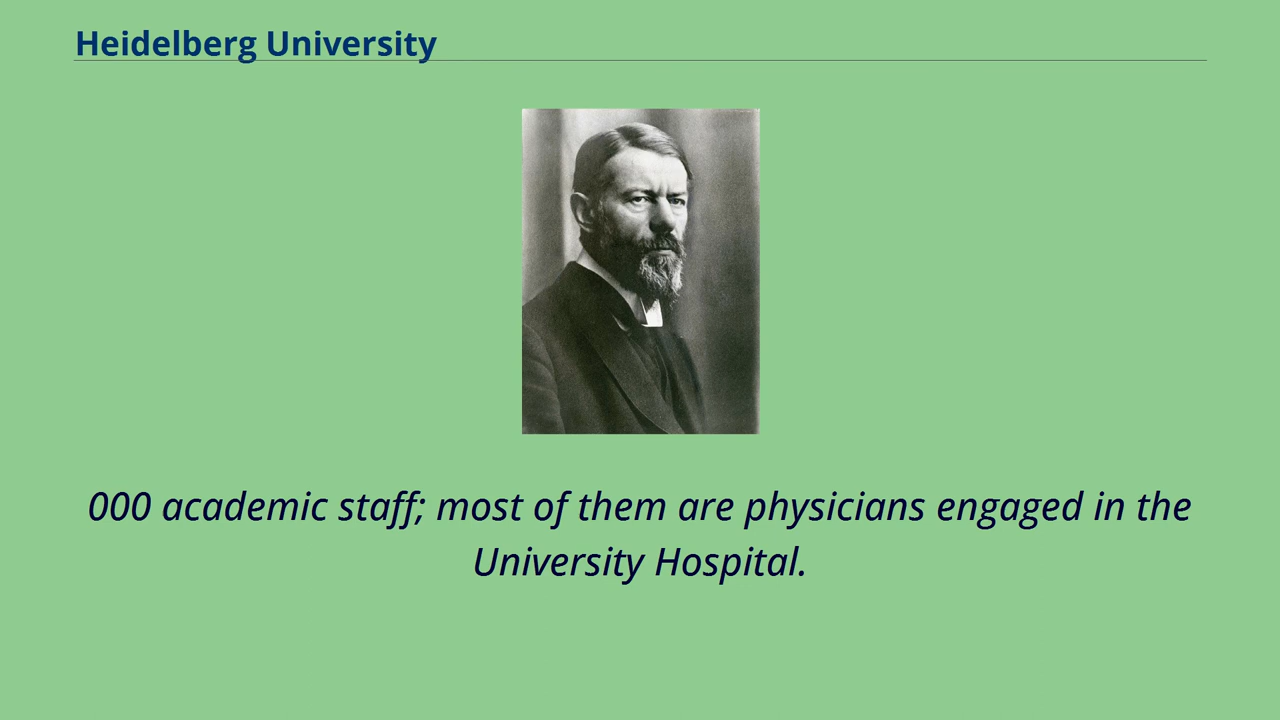 Heidelberg University
000 academic staff; most of them are physicians engaged in the
University Hospital.